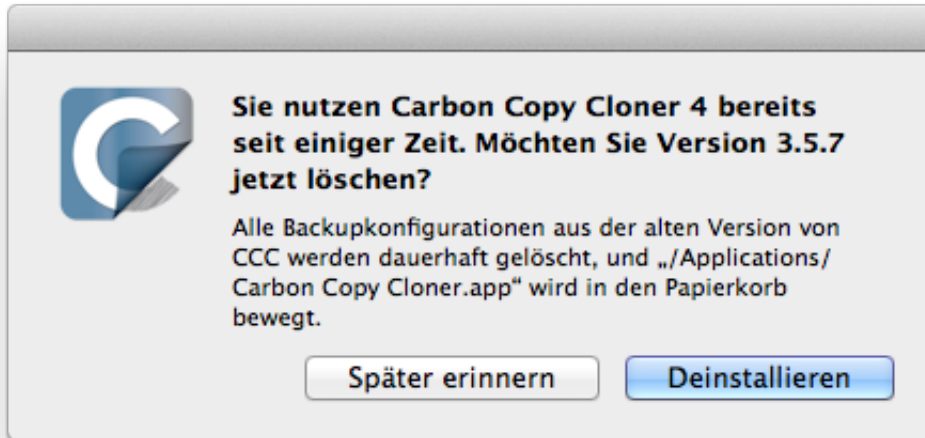 Sie nutzen Carbon Copy Cloner 4 bereits
seit einiger Zeit. Möchten Sie Version 3.5.7
jetzt löschen?
Alle Backupkonfigurationen aus der alten Version von
CCC werden dauerhaft gelöscht, und „/Applications/
Carbon Copy Cloner.app“ wird in den Papierkorb
bewegt.
Später erinnern
Deinstallieren